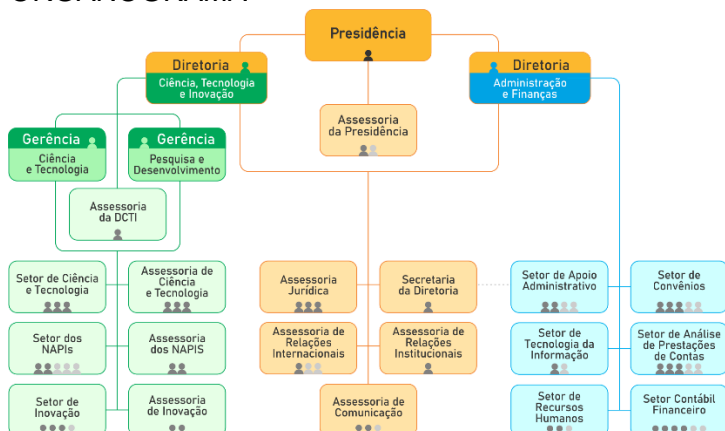 ORGANOGRAMA
Presidência
Diretoria
Ciência, Tecnologia
e Inovação
Diretoria
Administração
e Finanças
Assessoria
da Presidência
Gerência
Ciência
e Tecnologia
Gerência
Pesquisa e
Desenvolvimento
Assessoria
da DCTI
Setor de Ciência
e Tecnologia
Assessoria de
Ciência
e Tecnologia
Assessoria
Jurídica
Secretaria
da Diretoria
Setor de Apoio
Administrativo
Setor de
Convênios
Setor dos
NAPIs
Assessoria
dos NAPIS
Assessoria de
Relações
Internacionais
Assessoria de
Relações
Institucionais
Setor de
Tecnologia da
Informação
Setor de Análise
de Prestações
de Contas
Setor de
Inovação
Assessoria
de Inovação
Assessoria de
Comunicação
Setor de
Recursos
Humanos
Setor Contábil
Financeiro